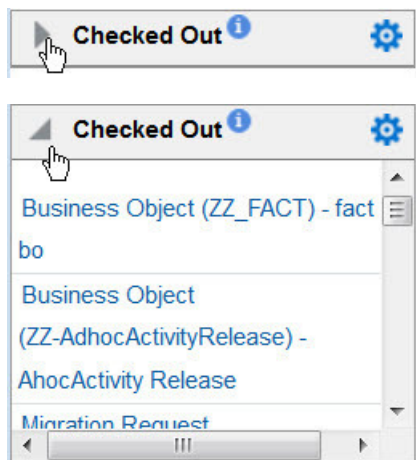 Checked Out i
Checked Out i
Business Object (ZZ_FACT) - fact
bo
Business Object
(ZZ-AdhocActivityRelease) -
AhocActivity Release
Migration Request